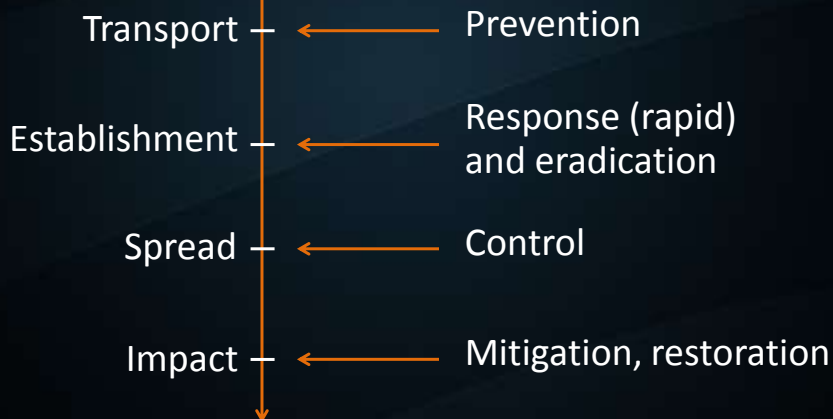 Transport
Prevention
Establishment
Response (rapid)
and eradication
Spread
Control
Impact
Mitigation, restoration